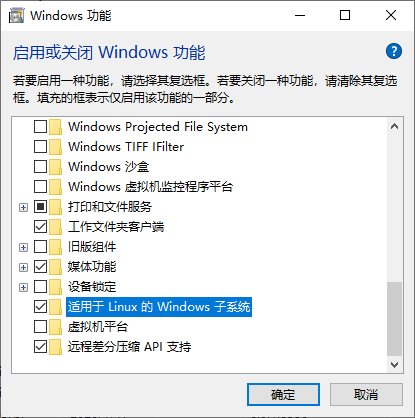 Windows 功能
启用或关闭 Windows 功能
若要启用一种功能，请选择其复选框。若要关闭一种功能，请清除其复选
框。填充的框表示仅启用该功能的一部分。
Windows Projected File System
Windows TIFF IFilter
Windows 沙盒
Windows 虚拟机监控程序平台
打印和文件服务
工作文件夹客户端
旧版组件
媒体功能
设备锁定
适用于 Linux 的 Windows 子系统
虚拟机平台
远程差分压缩 API 支持
确定
取消